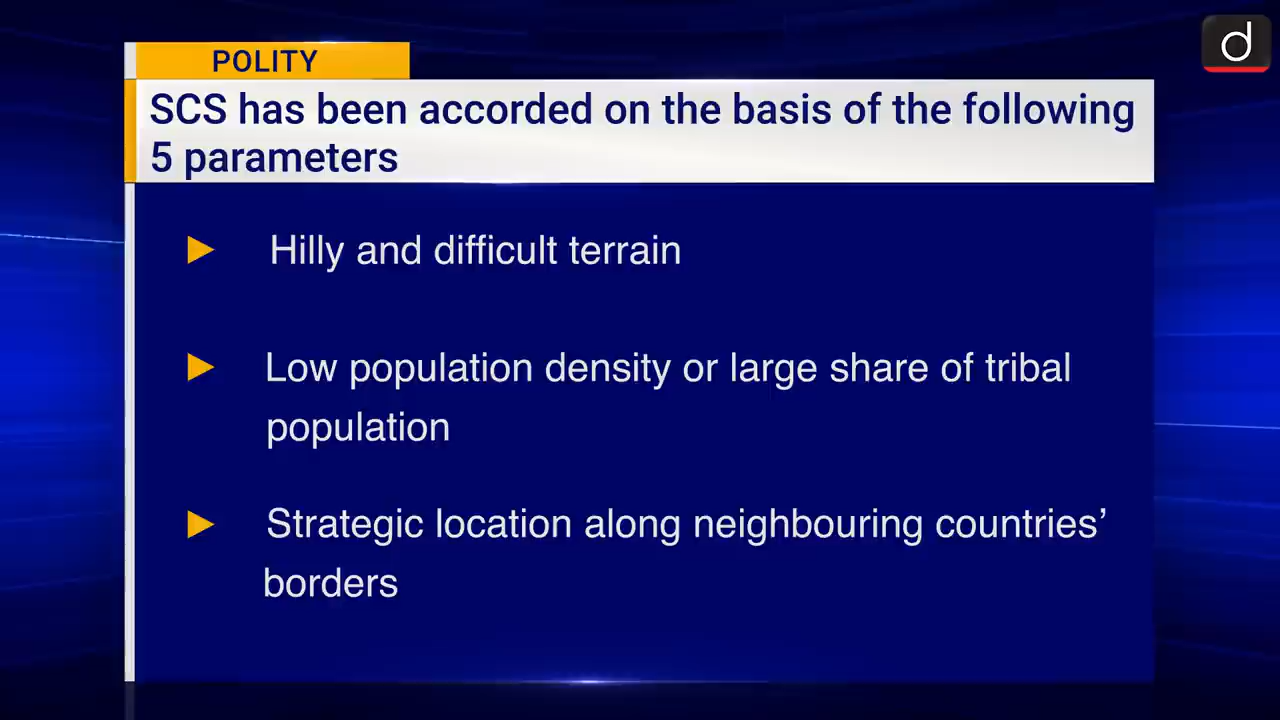 POLITY
d
SCS has been accorded on the basis of the following
5 parameters
Hilly and difficult terrain
Low population density or large share of tribal
population
Strategic location along neighbouring countries’
borders